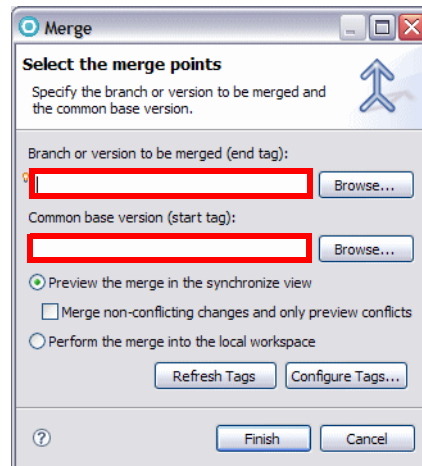 Merge
Select the merge points
Specify the branch or version to be merged and
the common base version.
Branch or version to be merged (end tag):
Browse...
Common base version (start tag):
Browse...
Preview the merge in the synchronize view
Merge non-conflicting changes and only preview conflicts
Perform the merge into the local workspace
Refresh Tags Configure Tags...
? Finish Cancel